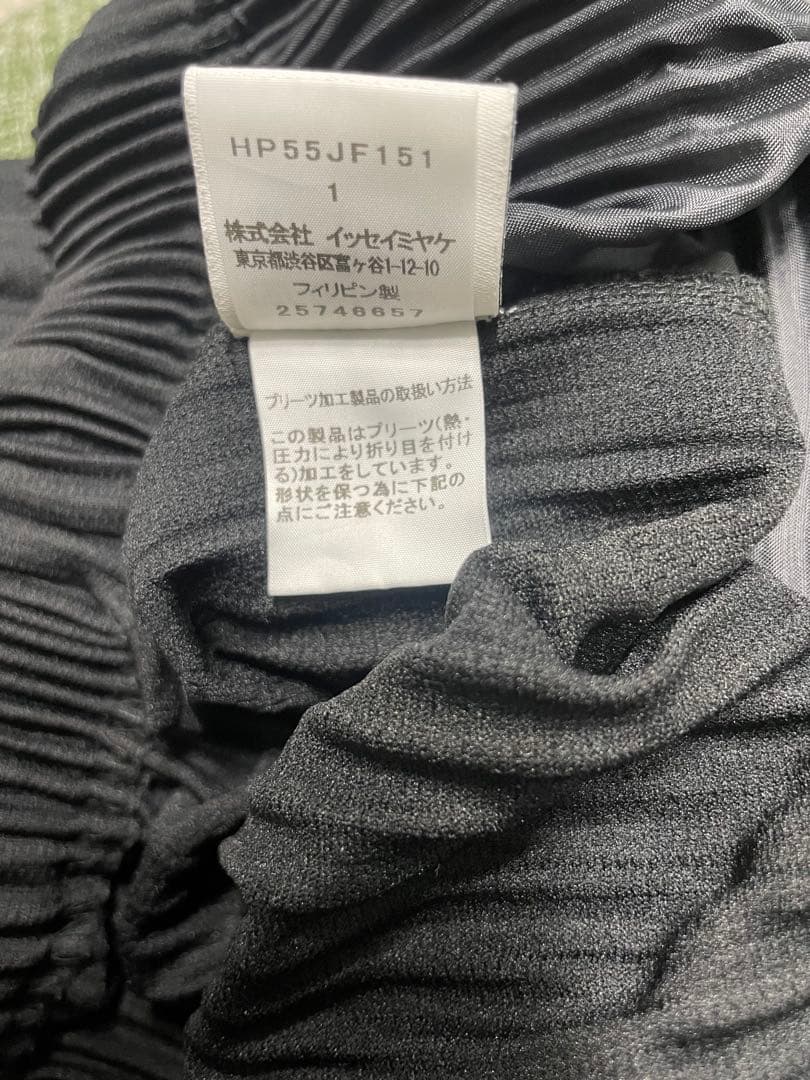 HP55JF151
1
株式会社 イッセイミヤケ
東京都渋谷区富ヶ谷1-12-10
フィリピン製
25746657
プリーツ加工製品の取扱い方法
この製品はプリーツ(熱・
圧力により折り目を付け
る)加工をしています。
形状を保つ為に下記の
点にご注意ください。